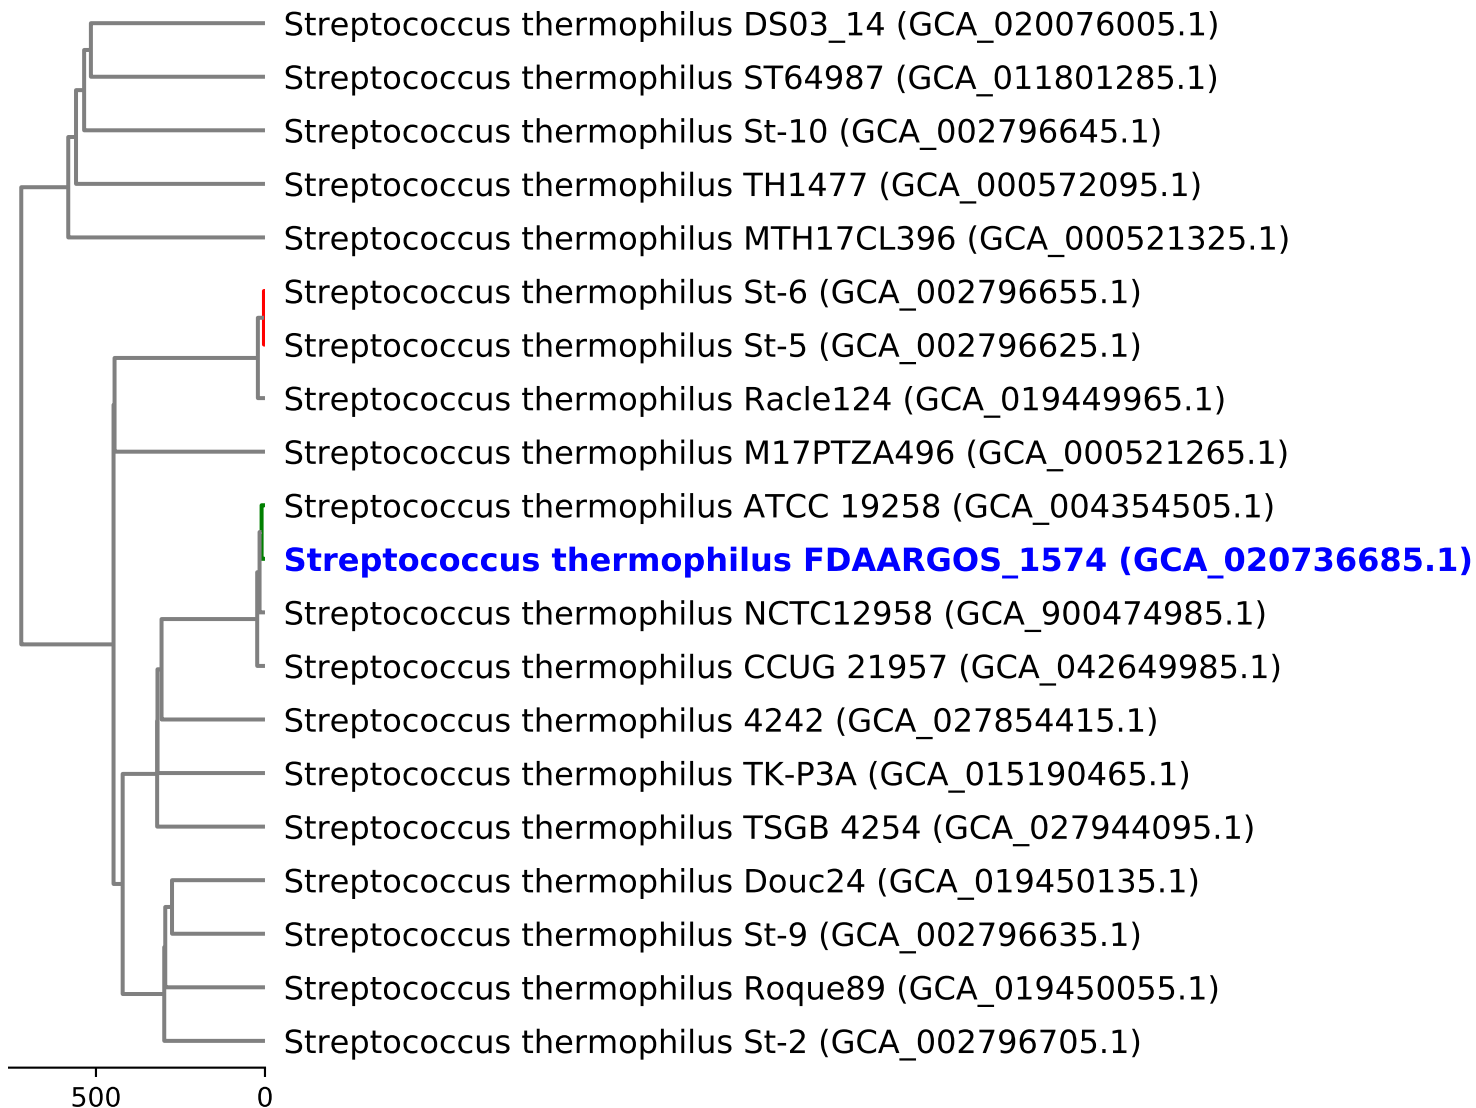 Streptococcus thermophilus DS03_14 (GCA_020076005.1)
Streptococcus thermophilus ST64987 (GCA_011801285.1)
Streptococcus thermophilus St-10 (GCA_002796645.1)
Streptococcus thermophilus TH1477 (GCA_000572095.1)
Streptococcus thermophilus MTH17CL396 (GCA_000521325.1)
Streptococcus thermophilus St-6 (GCA_002796655.1)
Streptococcus thermophilus St-5 (GCA_002796625.1)
Streptococcus thermophilus Racle124 (GCA_019449965.1)
Streptococcus thermophilus M17PTZA496 (GCA_000521265.1)
Streptococcus thermophilus ATCC 19258 (GCA_004354505.1)
Streptococcus thermophilus FDAARGOS_1574 (GCA_020736685.1)
Streptococcus thermophilus NCTC12958 (GCA_900474985.1)
Streptococcus thermophilus CCUG 21957 (GCA_042649985.1)
Streptococcus thermophilus 4242 (GCA_027854415.1)
Streptococcus thermophilus TK-P3A (GCA_015190465.1)
Streptococcus thermophilus TSGB 4254 (GCA_027944095.1)
Streptococcus thermophilus Douc24 (GCA_019450135.1)
Streptococcus thermophilus St-9 (GCA_002796635.1)
Streptococcus thermophilus Roque89 (GCA_019450055.1)
Streptococcus thermophilus St-2 (GCA_002796705.1)
500 0